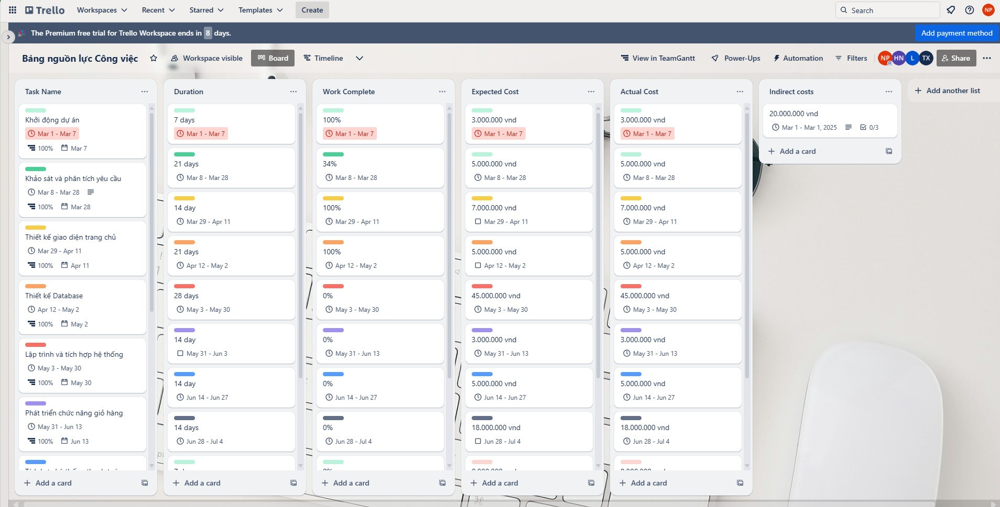 Trello Workspaces Recent Starred Templates Create Search NP
The Premium free trial for Trello Workspace ends in 8 days. Add payment method
Bảng nguồn lực Công việc Workspace visible Board Timeline View in TeamGantt Power-Ups Automation Filters NP HN L TX Share
Task Name
Khởi động dự án
Mar 1 - Mar 7
100% Mar 7
Khảo sát và phân tích yêu cầu
Mar 8 - Mar 28
100% Mar 28
Thiết kế giao diện trang chủ
Mar 29 - Apr 11
100% Apr 11
Thiết kế Database
Apr 12 - May 2
100% May 2
Lập trình và tích hợp hệ thống
May 3 - May 30
100% May 30
Phát triển chức năng giỏ hàng
May 31 - Jun 13
100% Jun 13
Add a card
Duration
7 days
Mar 1 - Mar 7
21 days
Mar 8 - Mar 28
14 day
Mar 29 - Apr 11
21 days
Apr 12 - May 2
28 days
May 3 - May 30
14 day
May 31 - Jun 3
14 day
Jun 14 - Jun 27
14 days
Jun 28 - Jul 4
Add a card
Work Complete
100%
Mar 1 - Mar 7
34%
Mar 8 - Mar 28
100%
Mar 29 - Apr 11
100%
Apr 12 - May 2
0%
May 3 - May 30
0%
May 31 - Jun 13
0%
Jun 14 - Jun 27
0%
Jun 28 - Jul 4
Add a card
Expected Cost
3.000.000 vnd
Mar 1 - Mar 7
5.000.000 vnd
Mar 8 - Mar 28
7.000.000 vnd
Mar 29 - Apr 11
5.000.000 vnd
Apr 12 - May 2
45.000.000 vnd
May 3 - May 30
3.000.000 vnd
May 31 - Jun 13
5.000.000 vnd
Jun 14 - Jun 27
18.000.000 vnd
Jun 28 - Jul 4
Add a card
Actual Cost
3.000.000 vnd
Mar 1 - Mar 7
5.000.000 vnd
Mar 8 - Mar 28
7.000.000 vnd
Mar 29 - Apr 11
5.000.000 vnd
Apr 12 - May 2
45.000.000 vnd
May 3 - May 30
3.000.000 vnd
May 31 - Jun 13
5.000.000 vnd
Jun 14 - Jun 27
18.000.000 vnd
Jun 28 - Jul 4
Add a card
Indirect costs
20.000.000 vnd
Mar 1 - Mar 1, 2025 0/3
Add a card
Add another list